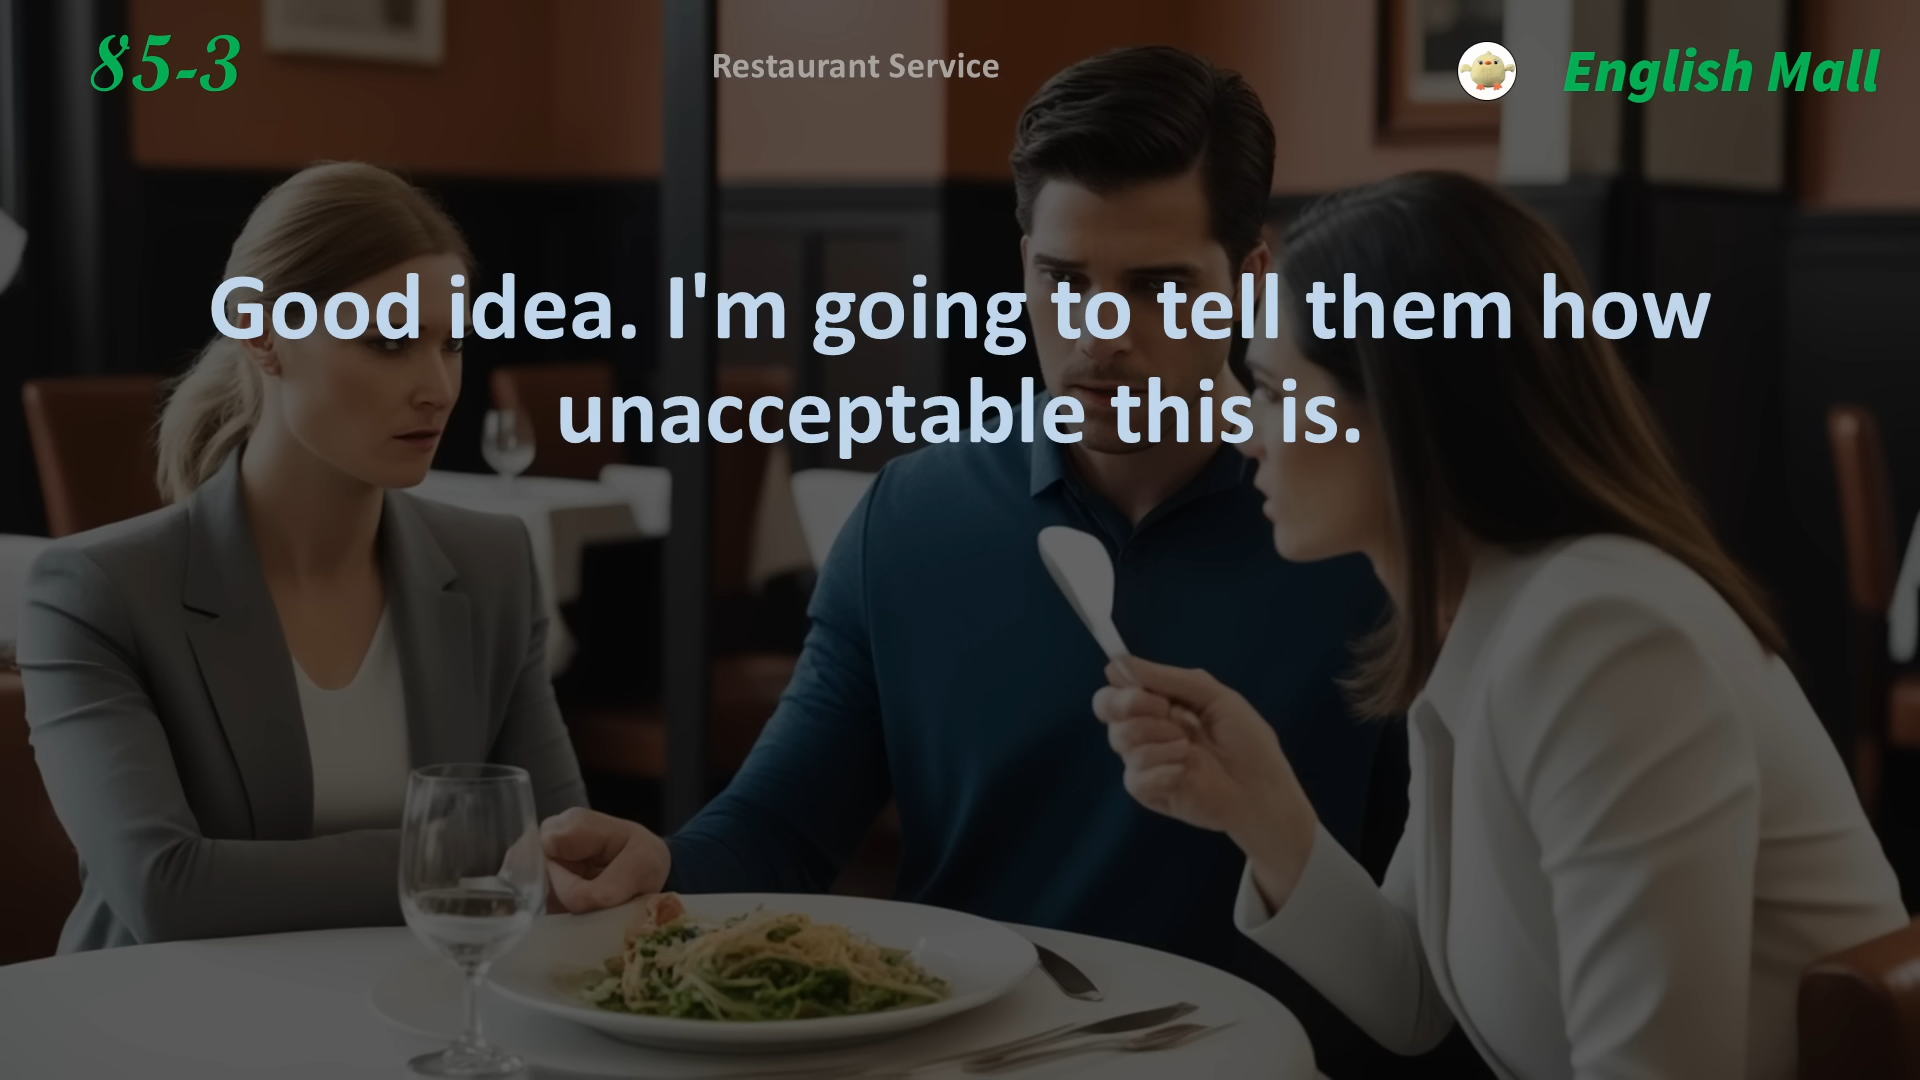 85-3
Restaurant Service
English Mall
Good idea. I'm going to tell them how
unacceptable this is.